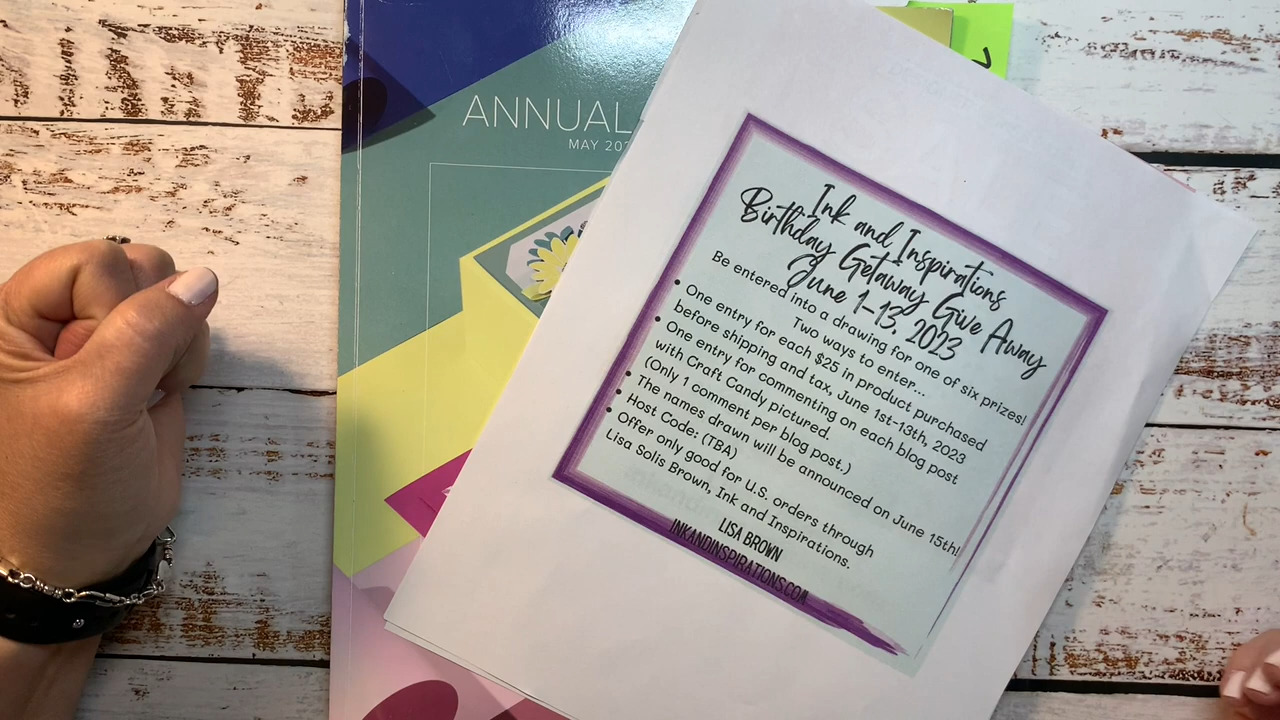 ANNUAL
MAY 202
Ink and Inspirations
Birthday Getaway Give Away
June 1-13, 2023
Be entered into a drawing for one of six prizes!
Two ways to enter...
• One entry for each $25 in product purchased
before shipping and tax, June 1st-13th, 2023
• One entry for commenting on each blog post
with Craft Candy pictured.
(Only 1 comment per blog post.)
• The names drawn will be announced on June 15th!
Host Code: (TBA)
• Offer only good for U.S. orders through
Lisa Solis Brown, Ink and Inspirations.
LISA BROWN
INKANDINSPIRATIONS.COM